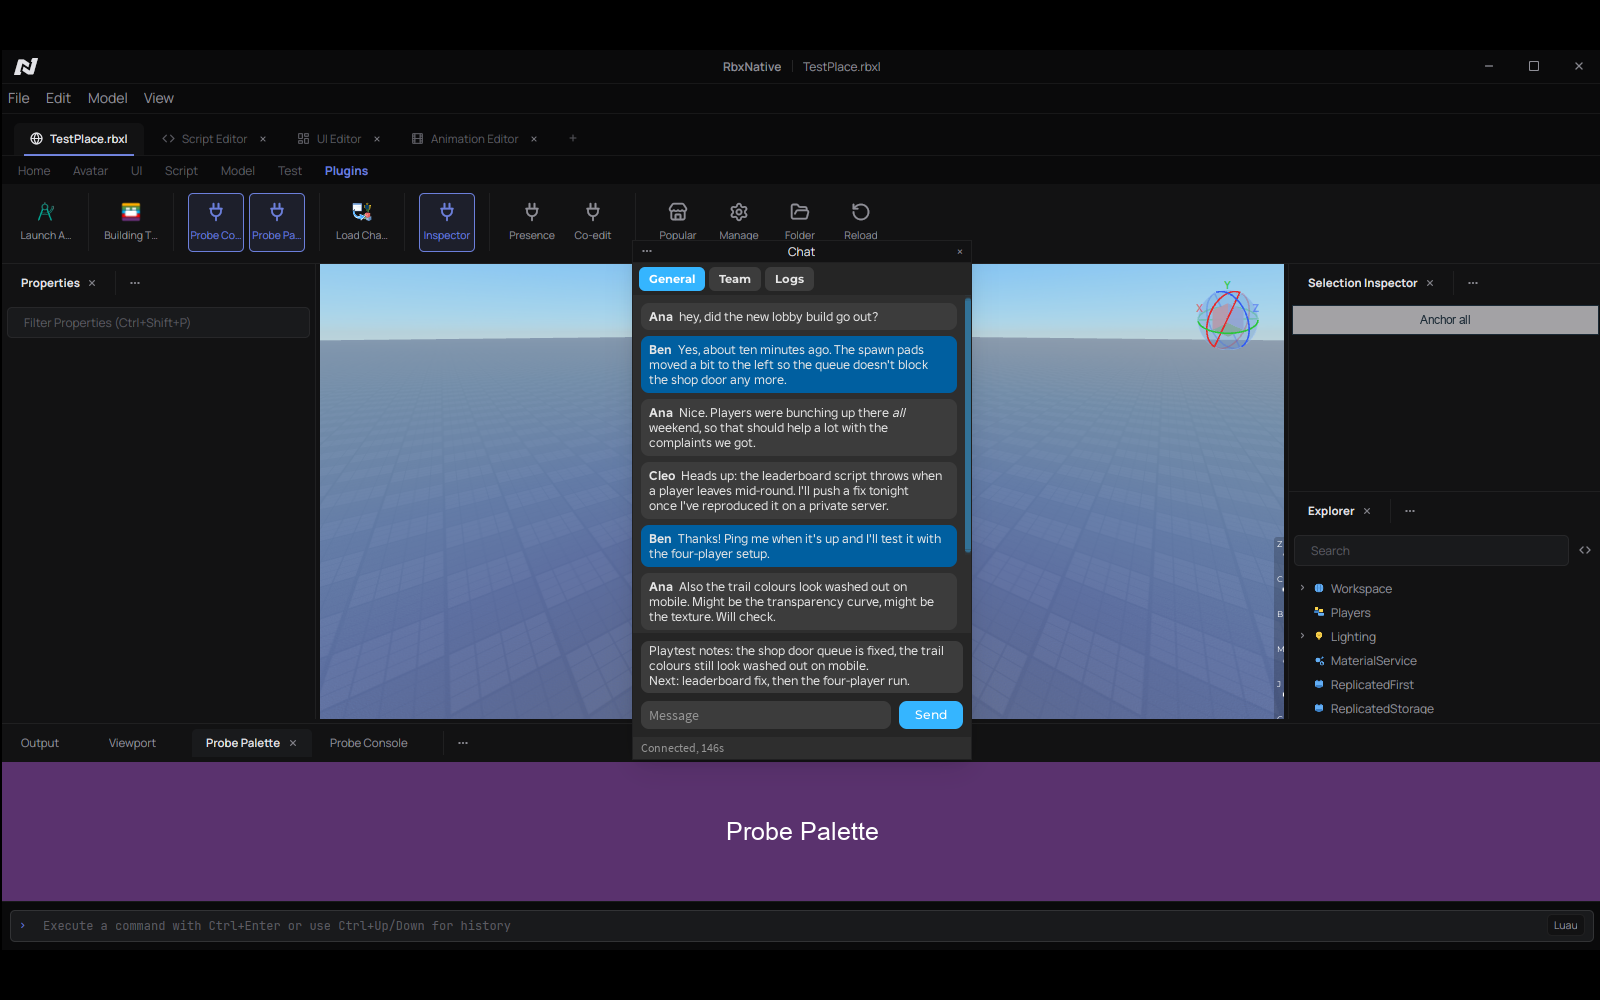 RbxNative TestPlace.rbxl
File Edit Model View
TestPlace.rbxl Script Editor UI Editor Animation Editor
Home Avatar UI Script Model Test Plugins
Launch A... Building T... Probe Co... Probe Pa... Load Cha... Inspector Presence Co-edit Popular Manage Folder Reload
Chat
General Team Logs
Ana hey, did the new lobby build go out?
Ben Yes, about ten minutes ago. The spawn pads
moved a bit to the left so the queue doesn't block
the shop door any more.
Ana Nice. Players were bunching up there all
weekend, so that should help a lot with the
complaints we got.
Cleo Heads up: the leaderboard script throws when
a player leaves mid-round. I'll push a fix tonight
once I've reproduced it on a private server.
Ben Thanks! Ping me when it's up and I'll test it with
the four-player setup.
Ana Also the trail colours look washed out on
mobile. Might be the transparency curve, might be
the texture. Will check.
Playtest notes: the shop door queue is fixed, the trail
colours still look washed out on mobile.
Next: leaderboard fix, then the four-player run.
Message
Send
Connected, 146s
Properties
Filter Properties (Ctrl+Shift+P)
Y
X
Z
Z
C
B
M
J
Selection Inspector
Anchor all
Explorer
Search
Workspace
Players
Lighting
MaterialService
ReplicatedFirst
ReplicatedStorage
Output Viewport Probe Palette Probe Console
Probe Palette
Execute a command with Ctrl+Enter or use Ctrl+Up/Down for history
Luau